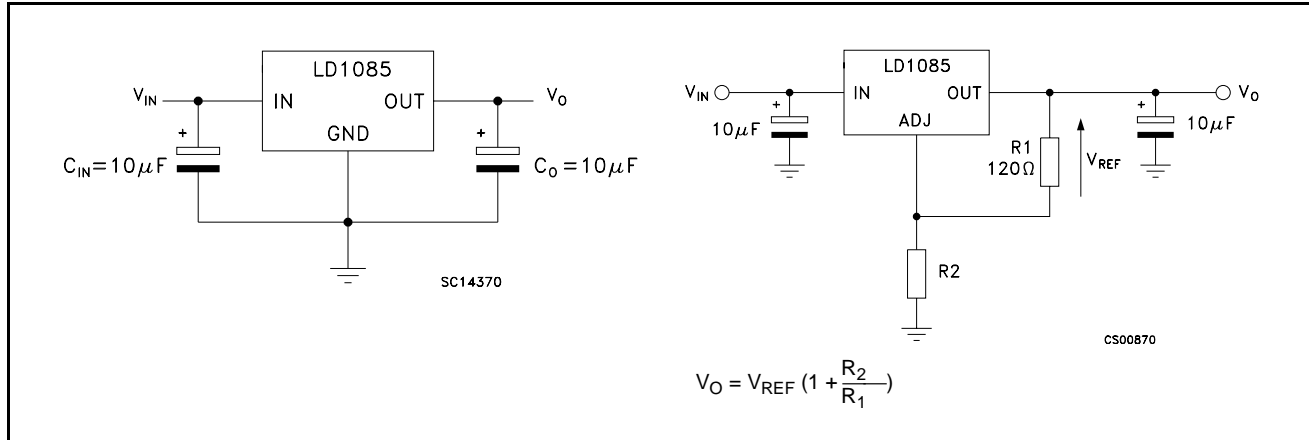 LD1085
V_IN
IN
OUT
V_O
GND
+
+
C_IN=10μF
C_O=10μF
SC14370
LD1085
V_IN
IN
OUT
V_O
+
+
10μF
ADJ
10μF
R1
120Ω
V_REF
R2
CS00870
V_O = V_REF (1 + R_2/R_1)